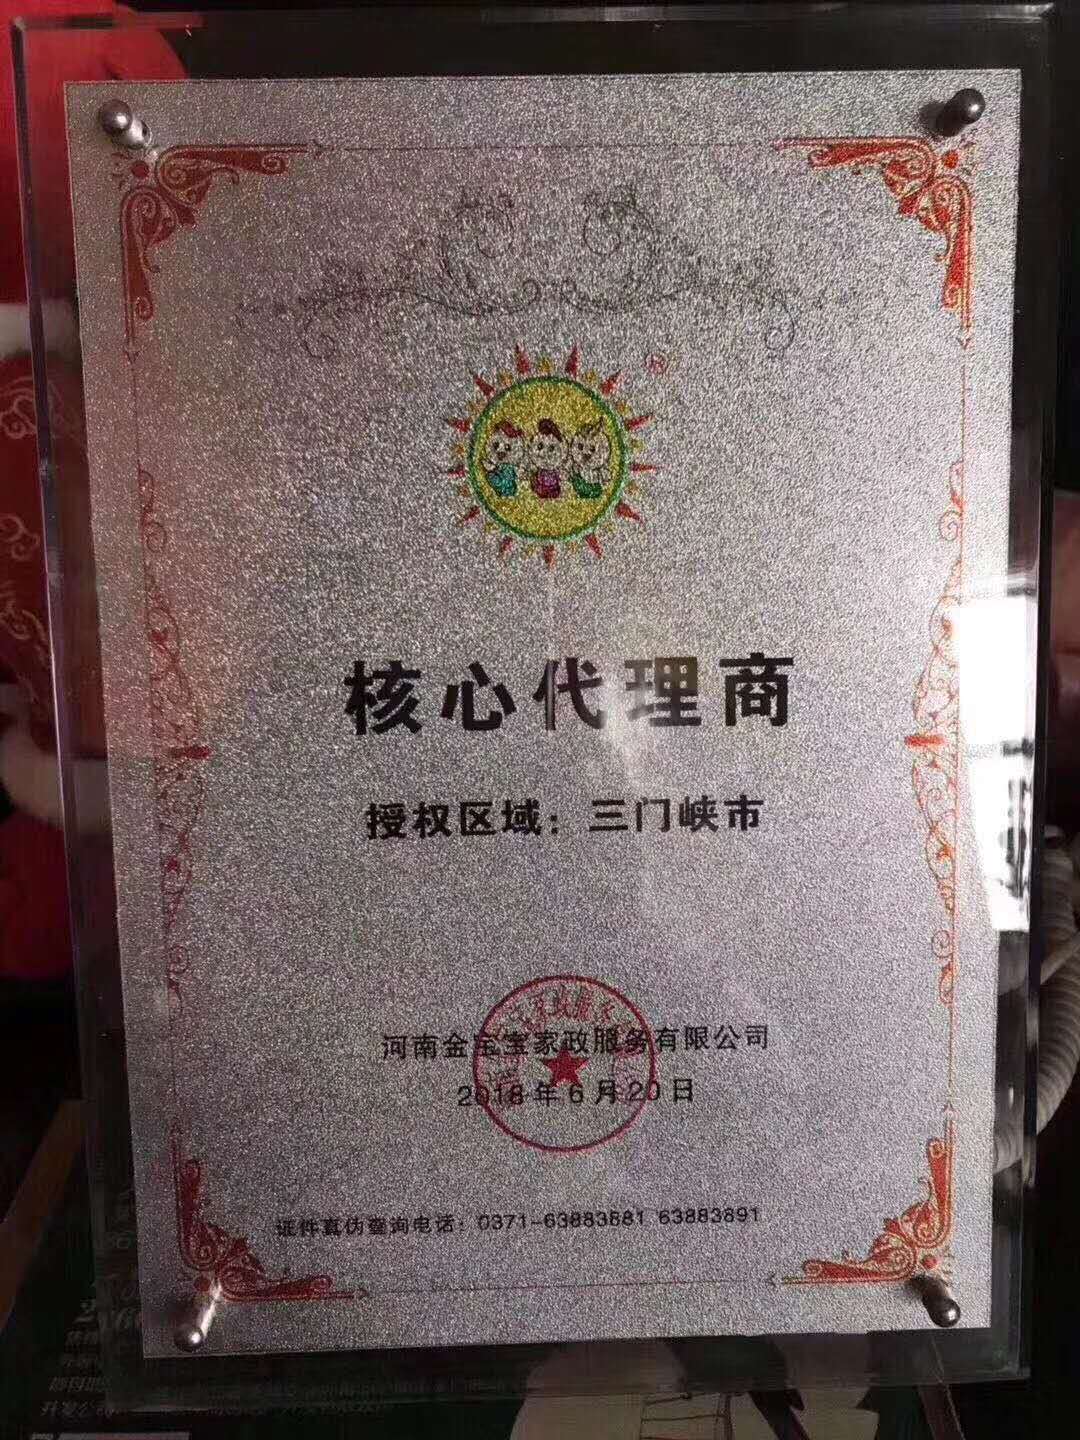 ®
核心代理商
授权区域：三门峡市
河南金宝宝家政服务有限公司
2018年6月20日
证件真伪查询电话：0371-63883881 63883891